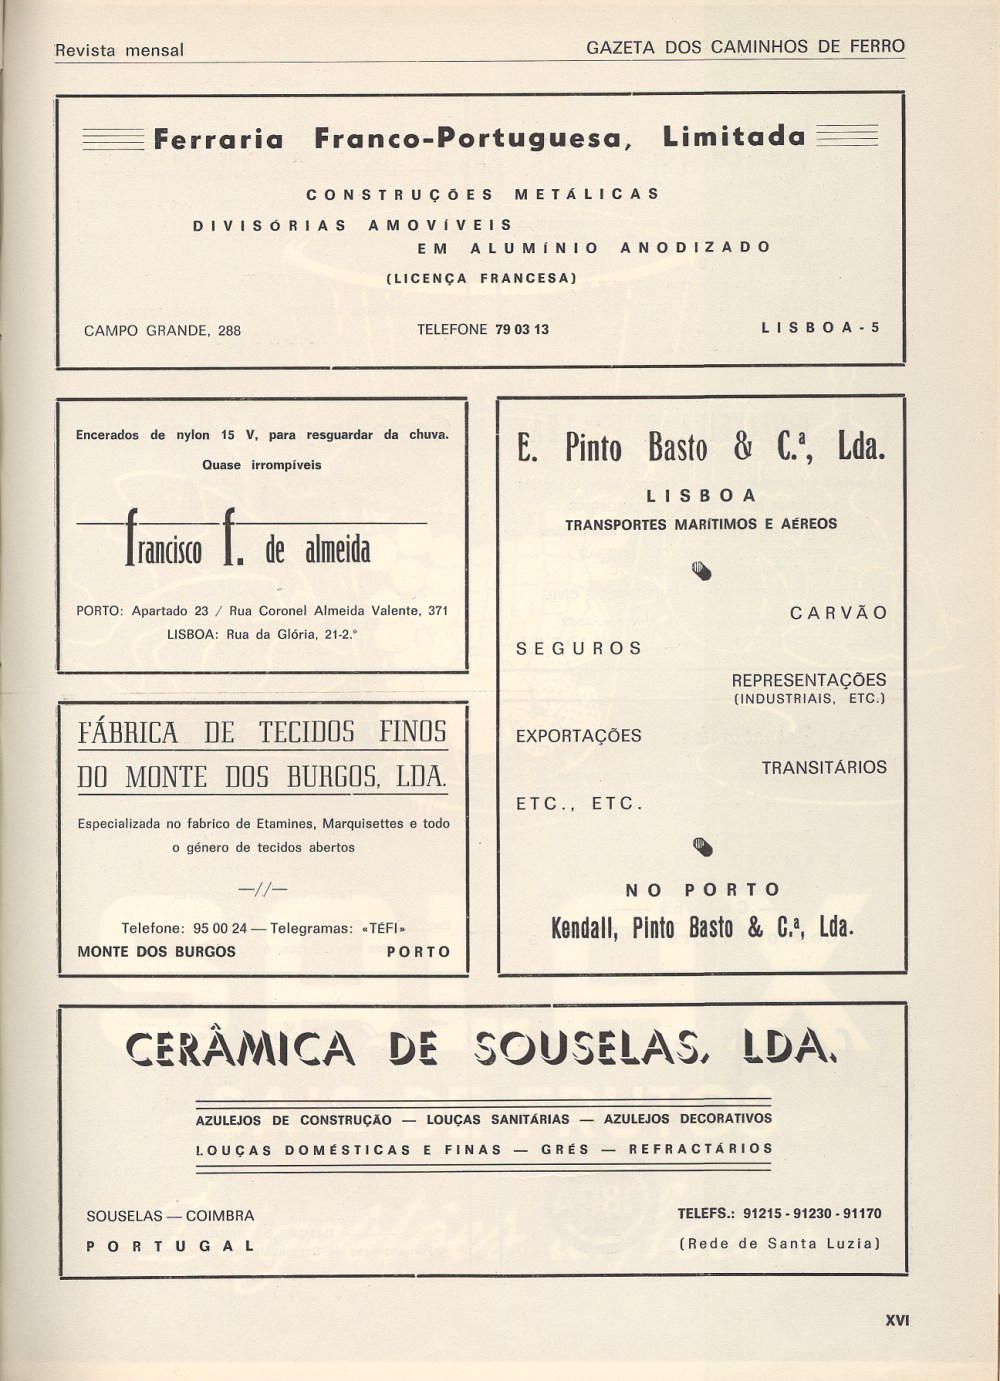 Revista mensal
GAZETA DOS CAMINHOS DE FERRO
Ferraria Franco-Portuguesa, Limitada
CONSTRUÇÕES METÁLICAS
DIVISÓRIAS AMOVÍVEIS
EM ALUMÍNIO ANODIZADO
(LICENÇA FRANCESA)
CAMPO GRANDE, 288
TELEFONE 79 03 13
LISBOA-5
Encerados de nylon 15 V, para resguardar da chuva.
Quase irrompíveis
francisco f. de almeida
PORTO: Apartado 23 / Rua Coronel Almeida Valente, 371
LISBOA: Rua da Glória, 21-2.º
FÁBRICA DE TECIDOS FINOS
DO MONTE DOS BURGOS, LDA.
Especializada no fabrico de Etamines, Marquisettes e todo
o género de tecidos abertos
—//—
Telefone: 95 00 24 — Telegramas: «TÉFI»
MONTE DOS BURGOS PORTO
E. Pinto Basto & C.ª, Lda.
LISBOA
TRANSPORTES MARÍTIMOS E AÉREOS
CARVÃO
SEGUROS
REPRESENTAÇÕES
(INDUSTRIAIS, ETC.)
EXPORTAÇÕES
TRANSITÁRIOS
ETC., ETC.
NO PORTO
Kendall, Pinto Basto & C.ª, Lda.
CERÂMICA DE SOUSELAS, LDA.
AZULEJOS DE CONSTRUÇÃO — LOUÇAS SANITÁRIAS — AZULEJOS DECORATIVOS
LOUÇAS DOMÉSTICAS E FINAS — GRÉS — REFRACTÁRIOS
SOUSELAS — COIMBRA
PORTUGAL
TELEFS.: 91215 - 91230 - 91170
(Rede de Santa Luzia)
XVI